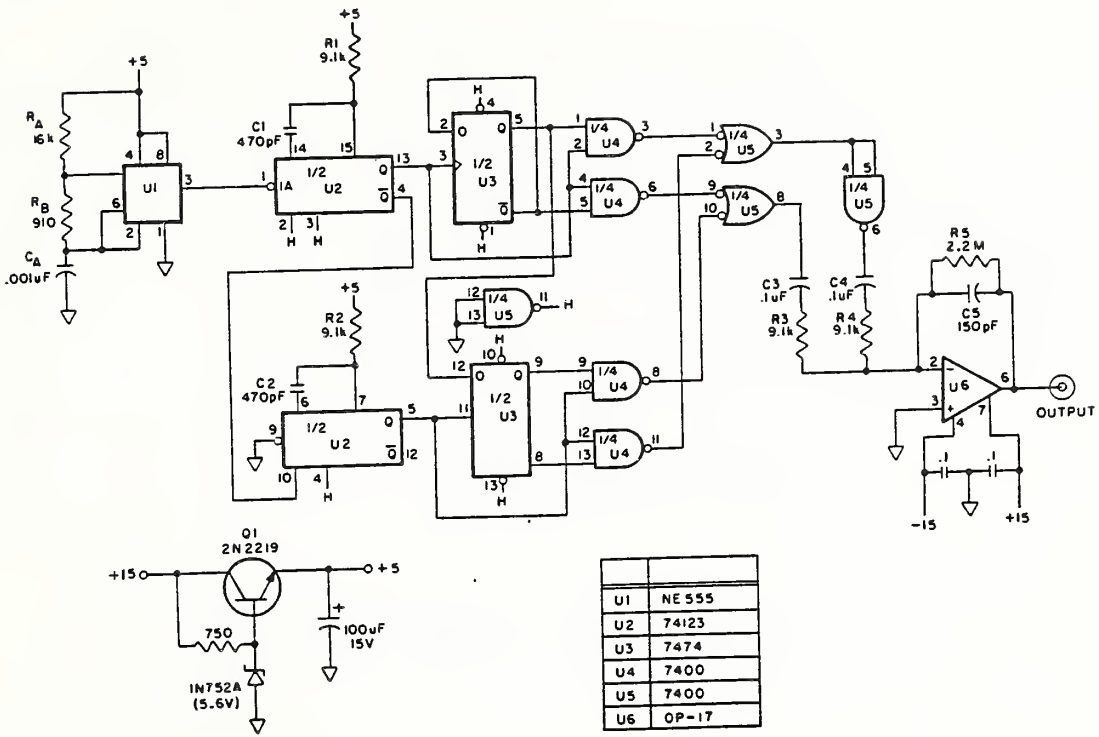 +5
R1
9.1k
+5
RA
16k
C1
470pF
4
8
U1
3
RB
910
6
2
1
CA
.001uF
14
15
1
1A
1/2
U2
Q
13
Q
4
2
3
H
H
H
4
2
O
Q
5
3
1/2
U3
Q
1
H
1
2
1/4
U4
3
4
5
1/4
U4
6
1
2
1/4
U5
3
9
10
1/4
U5
8
4
5
1/4
U5
6
R5
2.2M
C3
.1uF
C4
.1uF
C5
150pF
R3
9.1k
R4
9.1k
+5
R2
9.1k
12
13
1/4
U5
11
H
H
10
12
O
Q
9
11
1/2
U3
8
13
H
9
10
1/4
U4
8
12
13
1/4
U4
11
C2
470pF
6
7
9
1/2
U2
Q
5
Q
12
10
4
H
2
-
U6
6
3
+
4
7
OUTPUT
.1
.1
-15
+15
Q1
2N2219
+15
+5
750
+
100uF
15V
1N752A
(5.6V)
U1 NE555
U2 74123
U3 7474
U4 7400
U5 7400
U6 OP-17